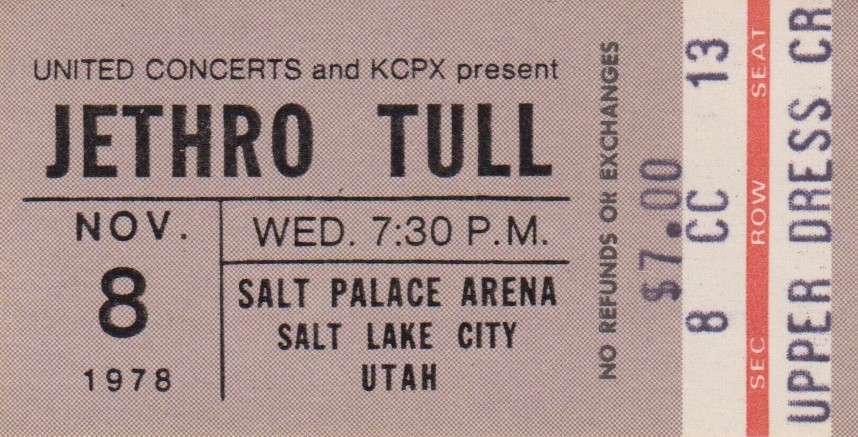 UNITED CONCERTS and KCPX present
JETHRO TULL
NOV.
8
1978
WED. 7:30 P.M.
SALT PALACE ARENA
SALT LAKE CITY
UTAH
NO REFUNDS OR EXCHANGES
$7.00
8 CC 13
SEC ROW SEAT
UPPER DRESS CR